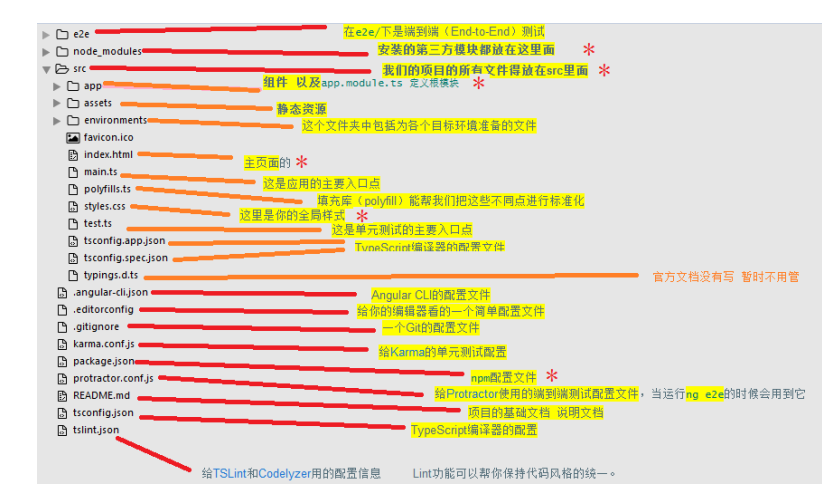 e2e 在e2e/下是端到端（End-to-End）测试
node_modules 安装的第三方模块都放在这里面 *
src 我们的项目的所有文件得放在src里面 *
app 组件 以及app.module.ts 定义根模块 *
assets 静态资源
environments 这个文件夹中包括为各个目标环境准备的文件
favicon.ico
index.html 主页面的 *
main.ts 这是应用的主要入口点
polyfills.ts 填充库（polyfill）能帮我们把这些不同点进行标准化
styles.css 这里是你的全局样式 *
test.ts 这是单元测试的主要入口点
tsconfig.app.json TypeScript编译器的配置文件
tsconfig.spec.json
typings.d.ts 官方文档没有写 暂时不用管
.angular-cli.json Angular CLI的配置文件
.editorconfig 给你的编辑器看的一个简单配置文件
.gitignore 一个Git的配置文件
karma.conf.js 给Karma的单元测试配置
package.json npm配置文件 *
protractor.conf.js 给Protractor使用的端到端测试配置文件，当运行ng e2e的时候会用到它
README.md 项目的基础文档 说明文档
tsconfig.json TypeScript编译器的配置
tslint.json
给TSLint和Codelyzer用的配置信息 Lint功能可以帮你保持代码风格的统一。